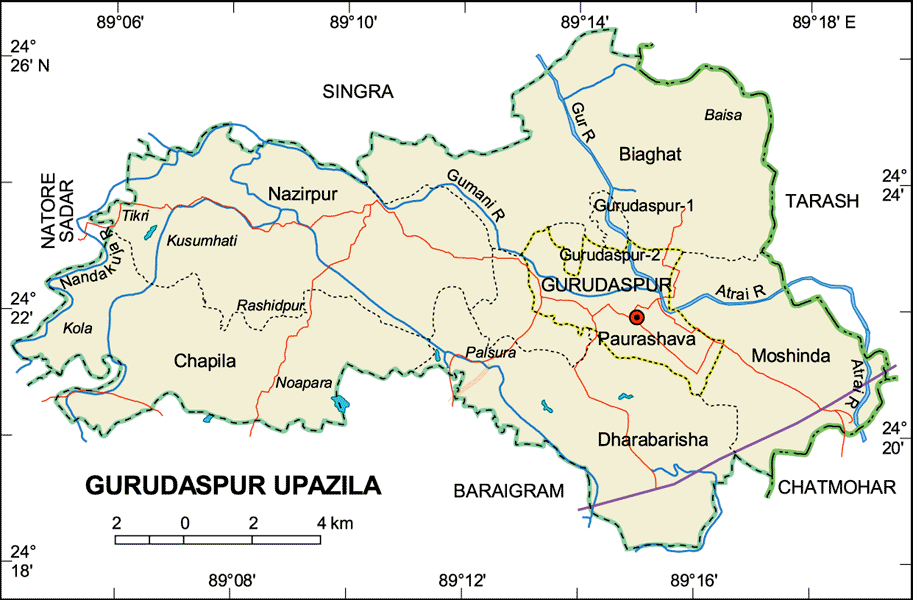 89°06' 89°10' 89°14' 89°18' E
24°
26' N
SINGRA
Baisa
Gur R
Biaghat
24°
24'
TARASH
NATORE
SADAR
Nazirpur
Gumani R
Gurudaspur-1
Tikri
Kusumhati
Nandakuja R
Gurudaspur-2
GURUDASPUR
Atrai R
24°
22'
24°
22'
Rashidpur
Kola
Paurashava
Chapila
Palsura
Moshinda
Noapara
Atrai R
Dharabarisha
24°
20'
GURUDASPUR UPAZILA
BARAIGRAM
CHATMOHAR
2 0 2 4 km
24°
18'
89°08' 89°12' 89°16'